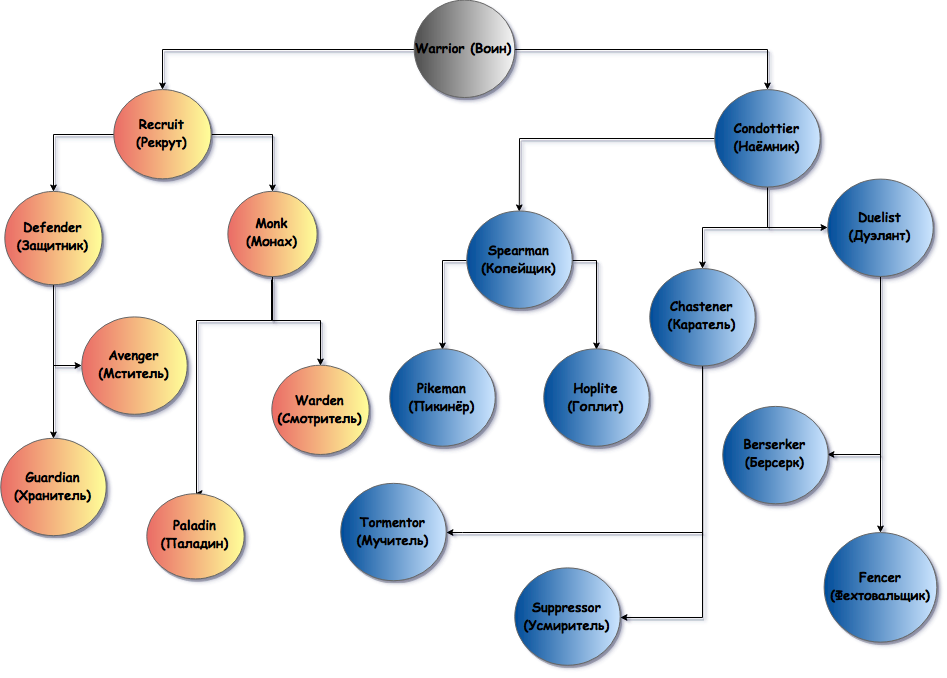 Warrior (Воин)
Recruit
(Рекрут)
Condottier
(Наёмник)
Defender
(Защитник)
Monk
(Монах)
Spearman
(Копейщик)
Duelist
(Дуэлянт)
Chastener
(Каратель)
Avenger
(Мститель)
Warden
(Смотритель)
Pikeman
(Пикинёр)
Hoplite
(Гоплит)
Berserker
(Берсерк)
Guardian
(Хранитель)
Paladin
(Паладин)
Tormentor
(Мучитель)
Suppressor
(Усмиритель)
Fencer
(Фехтовальщик)